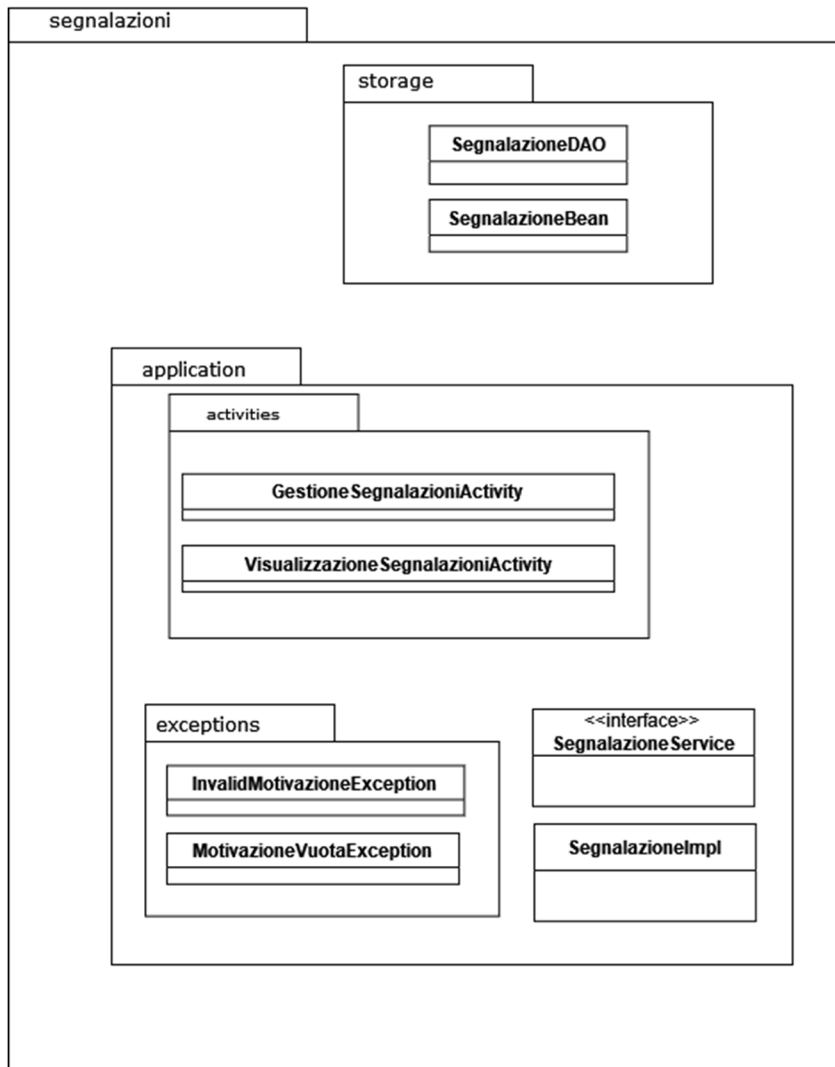 segnalazioni
storage
SegnalazioneDAO
SegnalazioneBean
application
activities
GestioneSegnalazioniActivity
VisualizzazioneSegnalazioniActivity
exceptions
InvalidMotivazioneException
MotivazioneVuotaException
<<interface>>
SegnalazioneService
SegnalazioneImpl